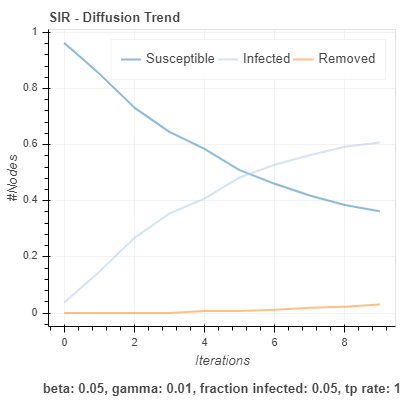 SIR - Diffusion Trend
Susceptible Infected Removed
1
0.8
0.6
0.4
0.2
0
#Nodes
0 2 4 6 8
Iterations
beta: 0.05, gamma: 0.01, fraction infected: 0.05, tp rate: 1